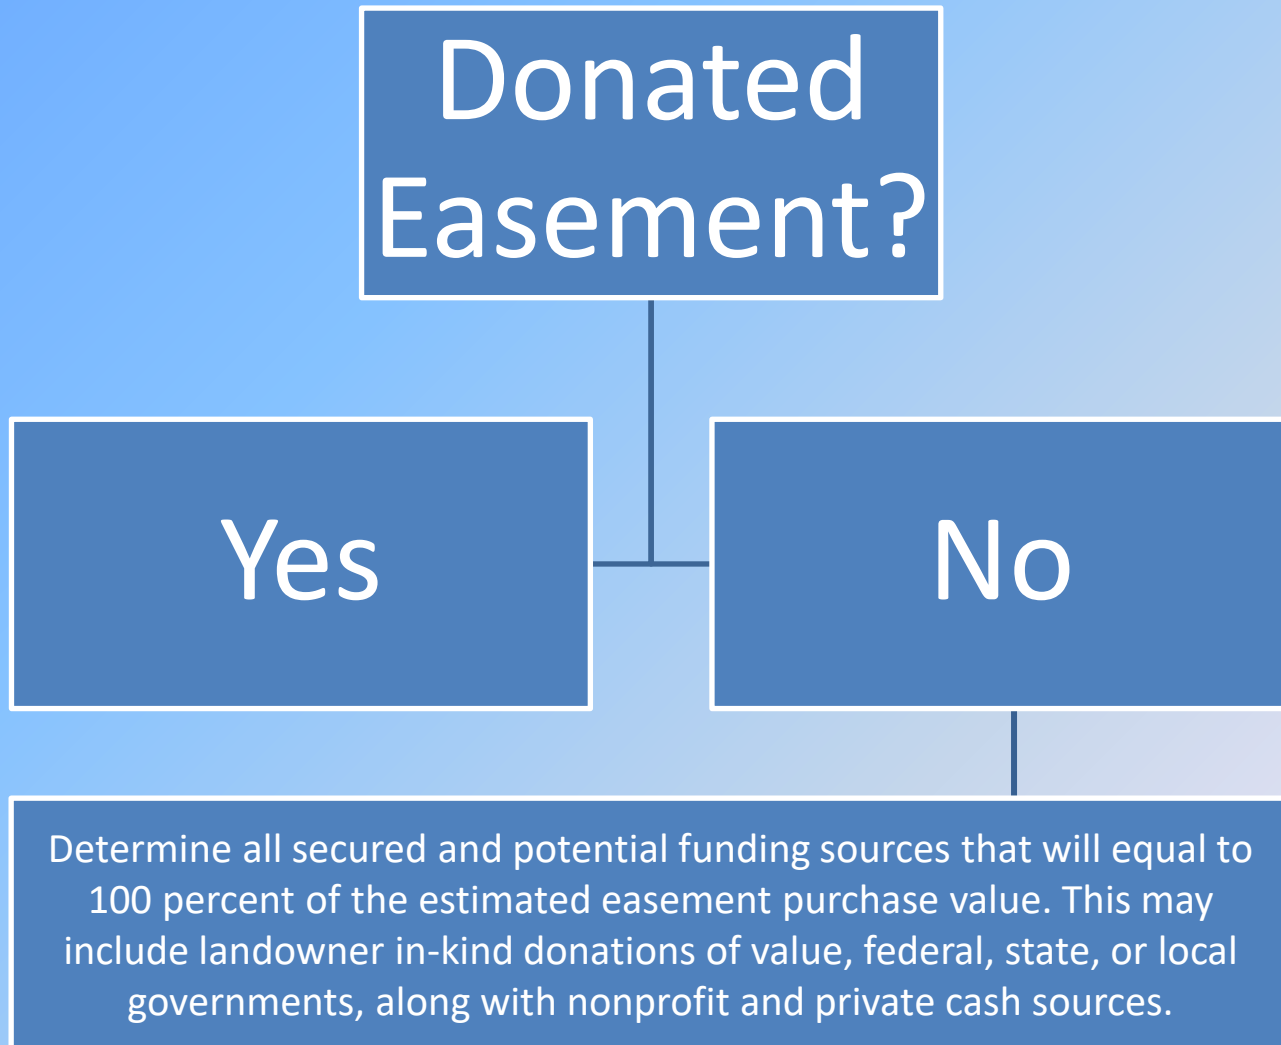 Donated
Easement?
Yes
No
Determine all secured and potential funding sources that will equal to
100 percent of the estimated easement purchase value. This may
include landowner in-kind donations of value, federal, state, or local
governments, along with nonprofit and private cash sources.